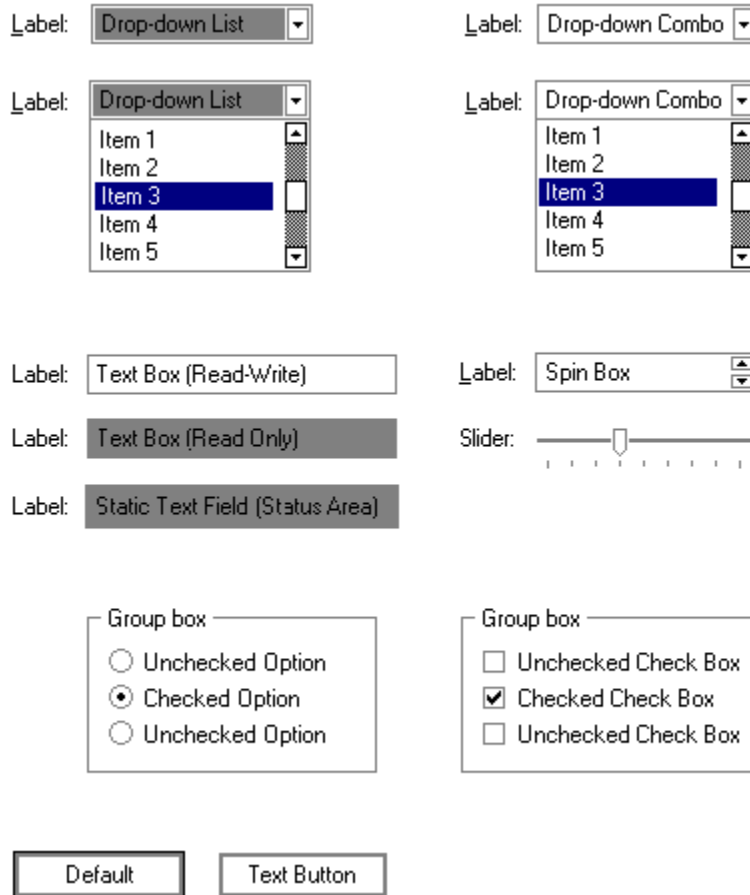 Label: Drop-down List
Label: Drop-down Combo
Label: Drop-down List
Item 1
Item 2
Item 3
Item 4
Item 5
Label: Drop-down Combo
Item 1
Item 2
Item 3
Item 4
Item 5
Label: Text Box (Read-Write)
Label: Spin Box
Label: Text Box (Read Only)
Slider:
Label: Static Text Field (Status Area)
Group box
Unchecked Option
Checked Option
Unchecked Option
Group box
Unchecked Check Box
Checked Check Box
Unchecked Check Box
Default
Text Button